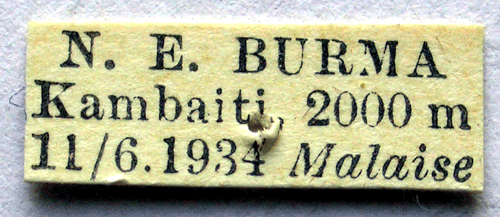 N. E. BURMA
Kambaiti, 2000 m
11/6.1934 Malaise